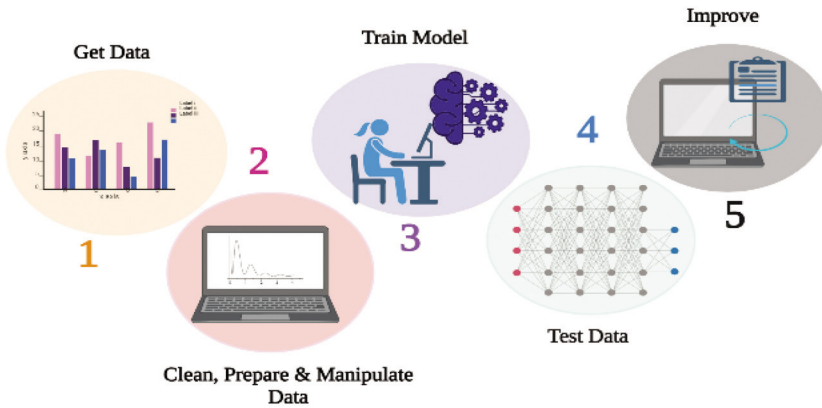 Get Data
1
2
Clean, Prepare & Manipulate
Data
Train Model
3
4
Test Data
Improve
5